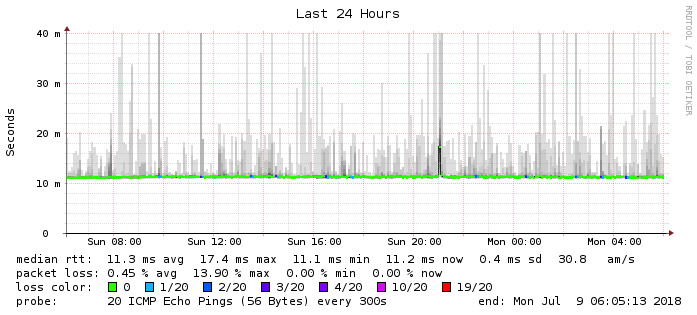 Last 24 Hours
RRDTOOL / TOBI OETIKER
Seconds
40 m
30 m
20 m
10 m
0
Sun 08:00 Sun 12:00 Sun 16:00 Sun 20:00 Mon 00:00 Mon 04:00
median rtt: 11.3 ms avg 17.4 ms max 11.1 ms min 11.2 ms now 0.4 ms sd 30.8 am/s
packet loss: 0.45 % avg 13.90 % max 0.00 % min 0.00 % now
loss color: 0 1/20 2/20 3/20 4/20 10/20 19/20
probe: 20 ICMP Echo Pings (56 Bytes) every 300s end: Mon Jul 9 06:05:13 2018